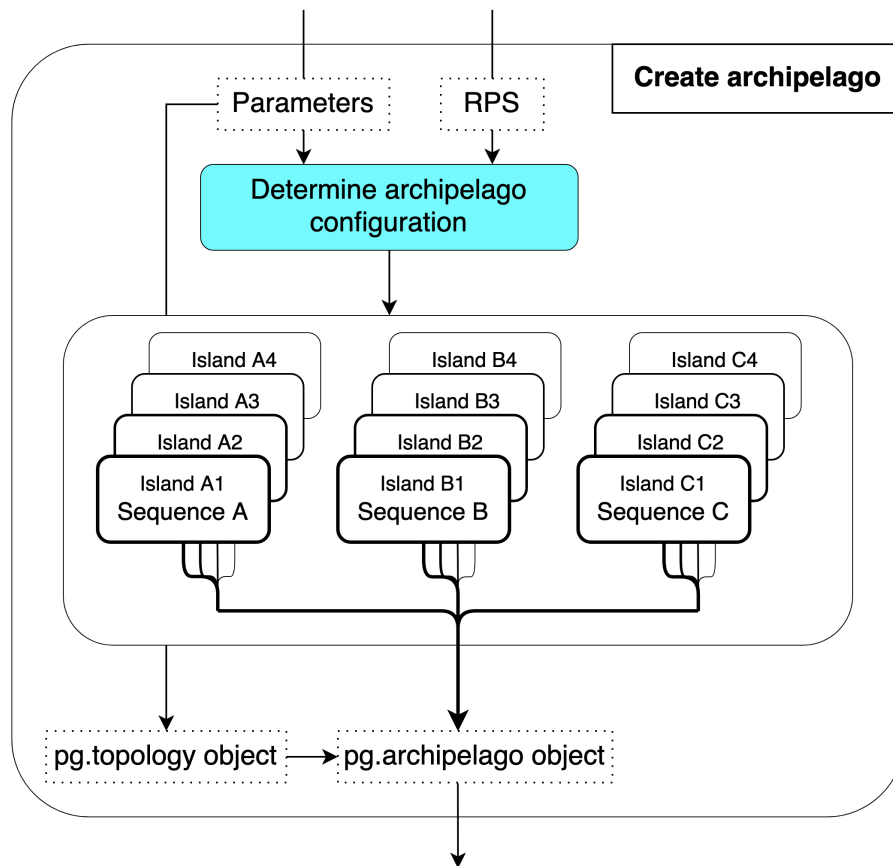 Create archipelago
Parameters
RPS
Determine archipelago
configuration
Island A4
Island A3
Island A2
Island A1
Sequence A
Island B4
Island B3
Island B2
Island B1
Sequence B
Island C4
Island C3
Island C2
Island C1
Sequence C
pg.topology object
pg.archipelago object